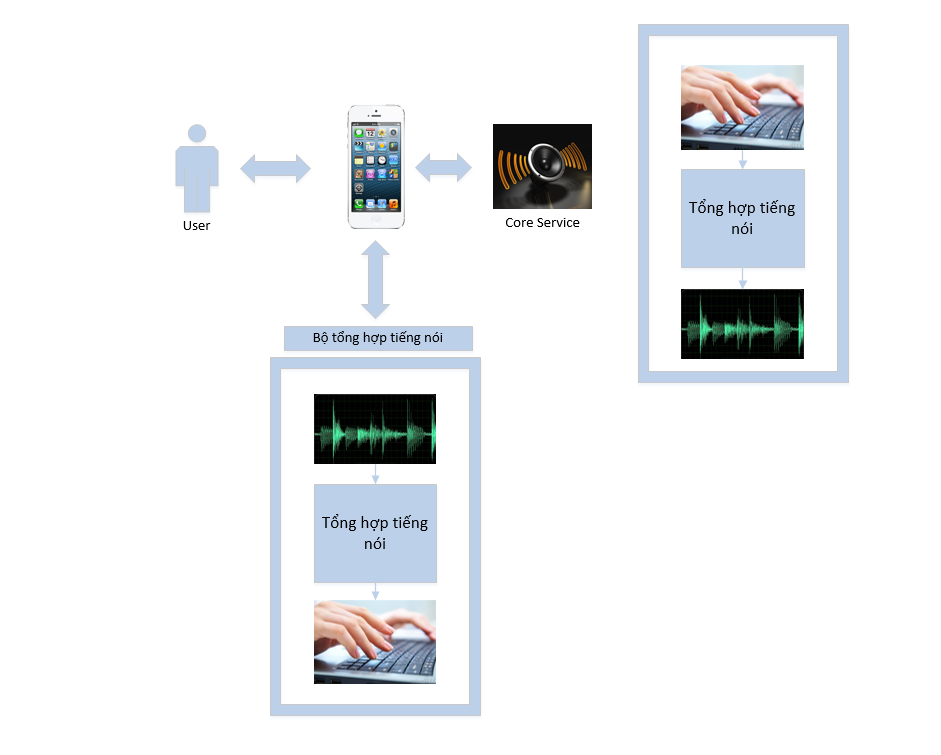 User
Core Service
Tổng hợp tiếng
nói
Bộ tổng hợp tiếng nói
Tổng hợp tiếng
nói